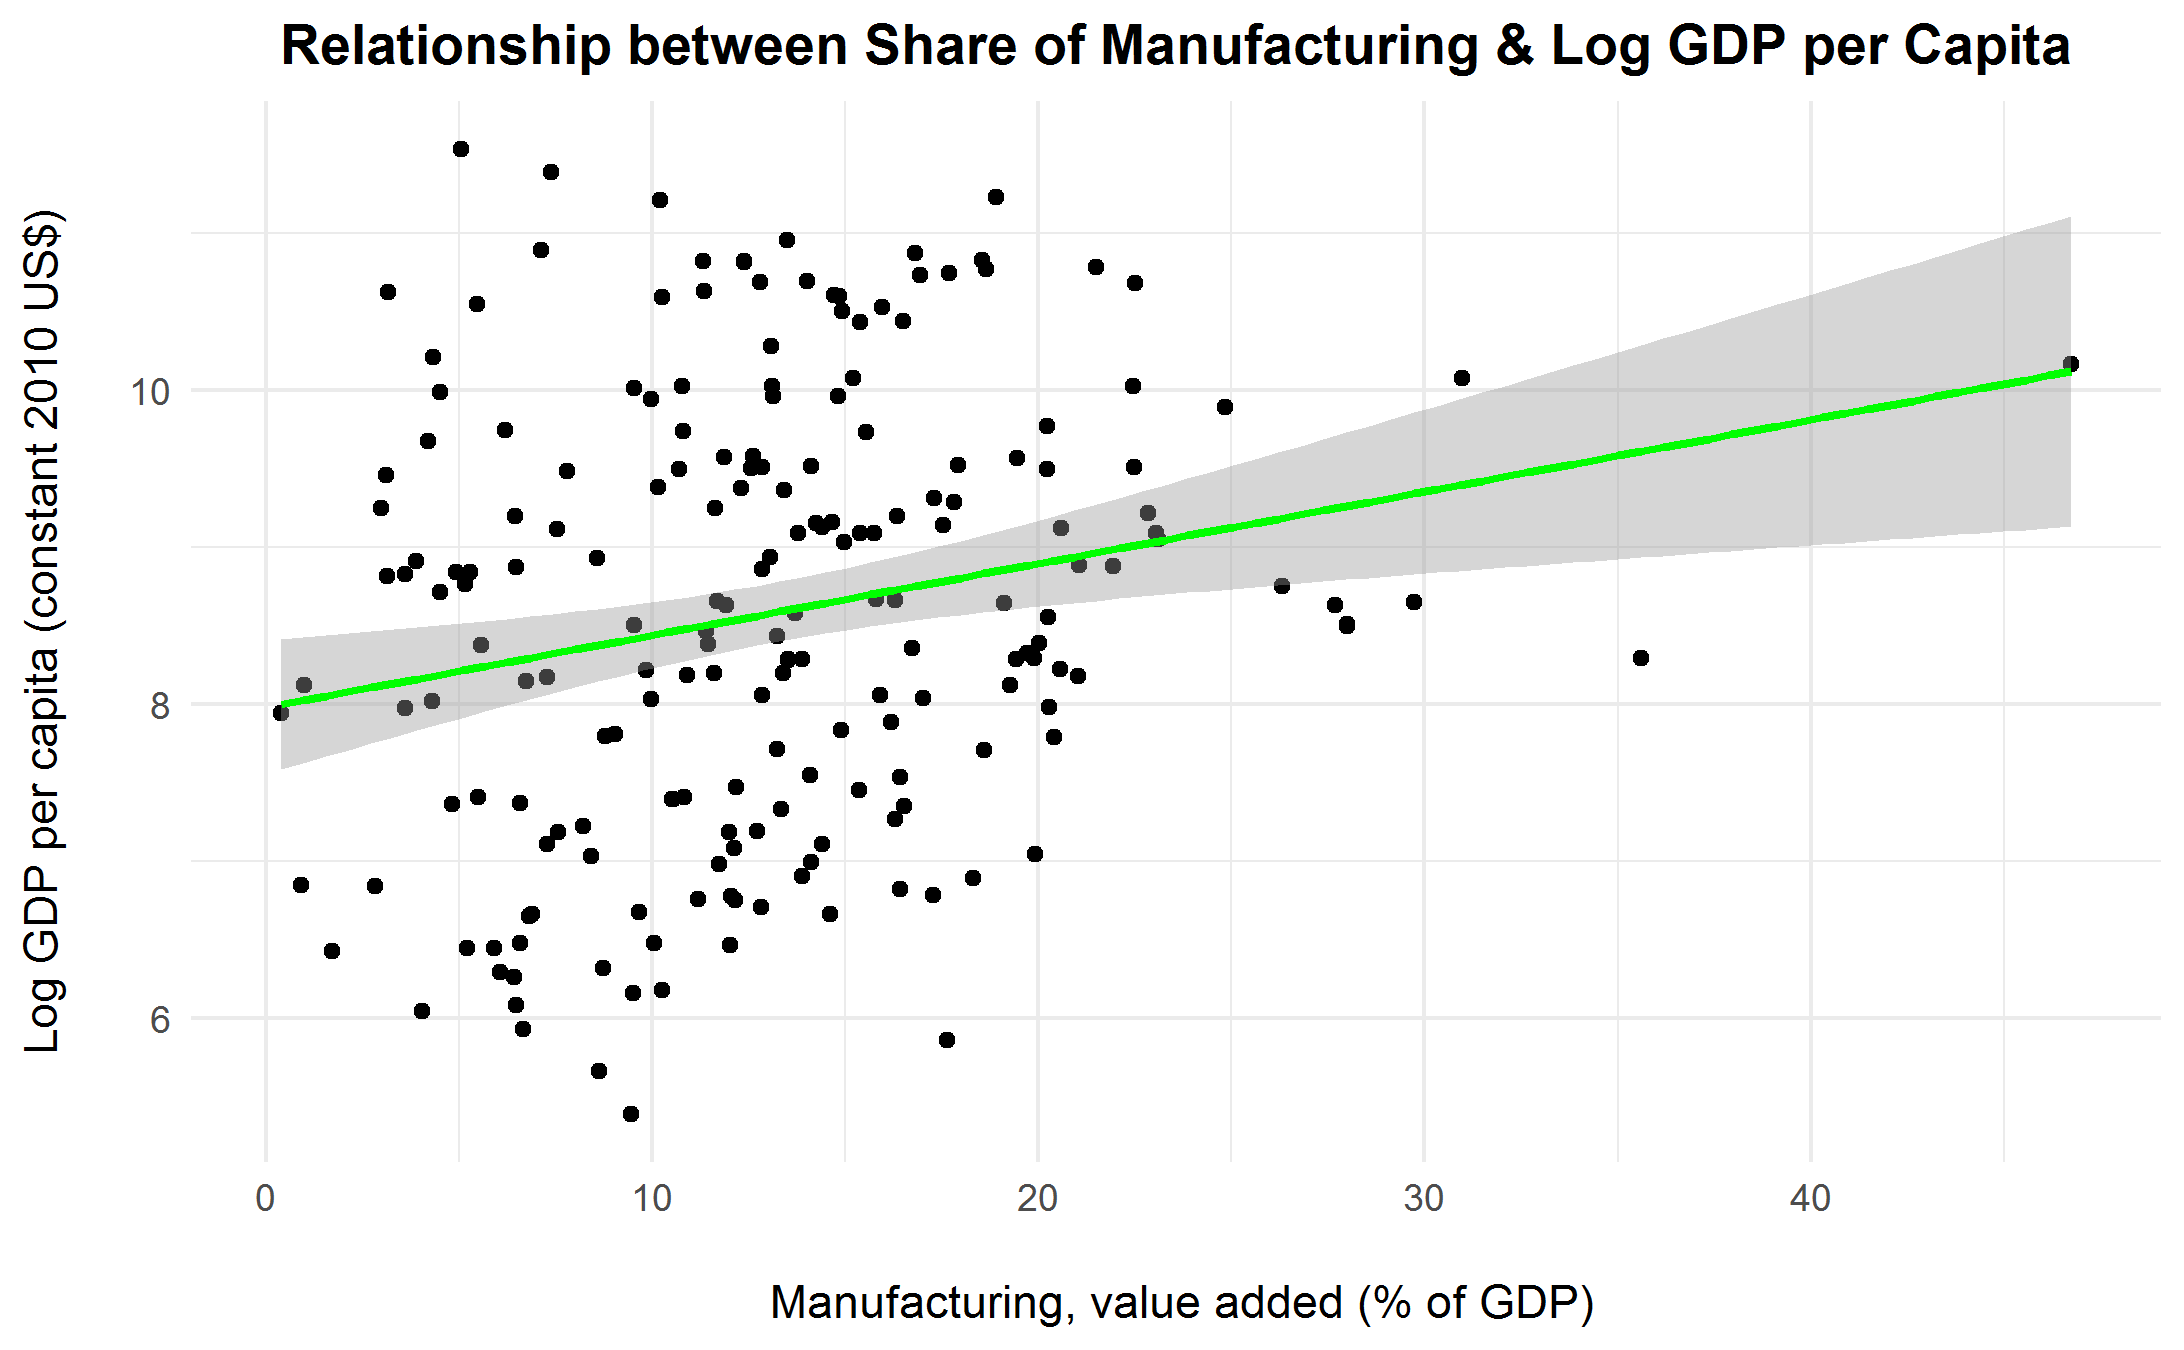 Relationship between Share of Manufacturing & Log GDP per Capita
Log GDP per capita (constant 2010 US$)
10
8
6
0 10 20 30 40
Manufacturing, value added (% of GDP)